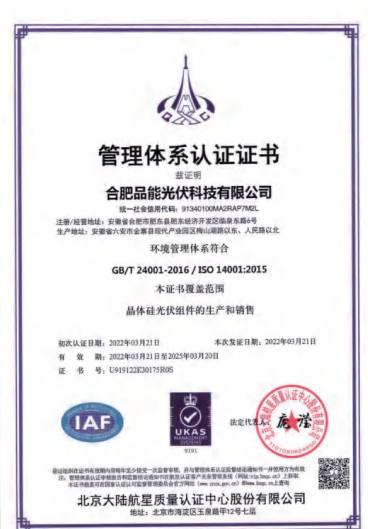 管理体系认证证书
兹证明
合肥品能光伏科技有限公司
统一社会信用代码：91340100MA2RAP7M2L
注册/经营地址：安徽省合肥市肥东县肥东经济开发区临泉东路6号
生产地址：安徽省六安市金寨县现代产业园区梅山湖路以东、人民路以北
环境管理体系符合
GB/T 24001-2016 / ISO 14001:2015
本证书覆盖范围
晶体硅光伏组件的生产和销售
初次认证日期：2022年03月21日
本次发证日期：2022年03月21日
有 效 期：2022年03月21日至2025年03月20日
证 书 号：U919122E30175R0S
IAF
UKAS
MANAGEMENT
SYSTEMS
9191
法定代表人
北京大陆航星质量认证中心股份有限公司
地址：北京市海淀区玉泉路甲12号七层